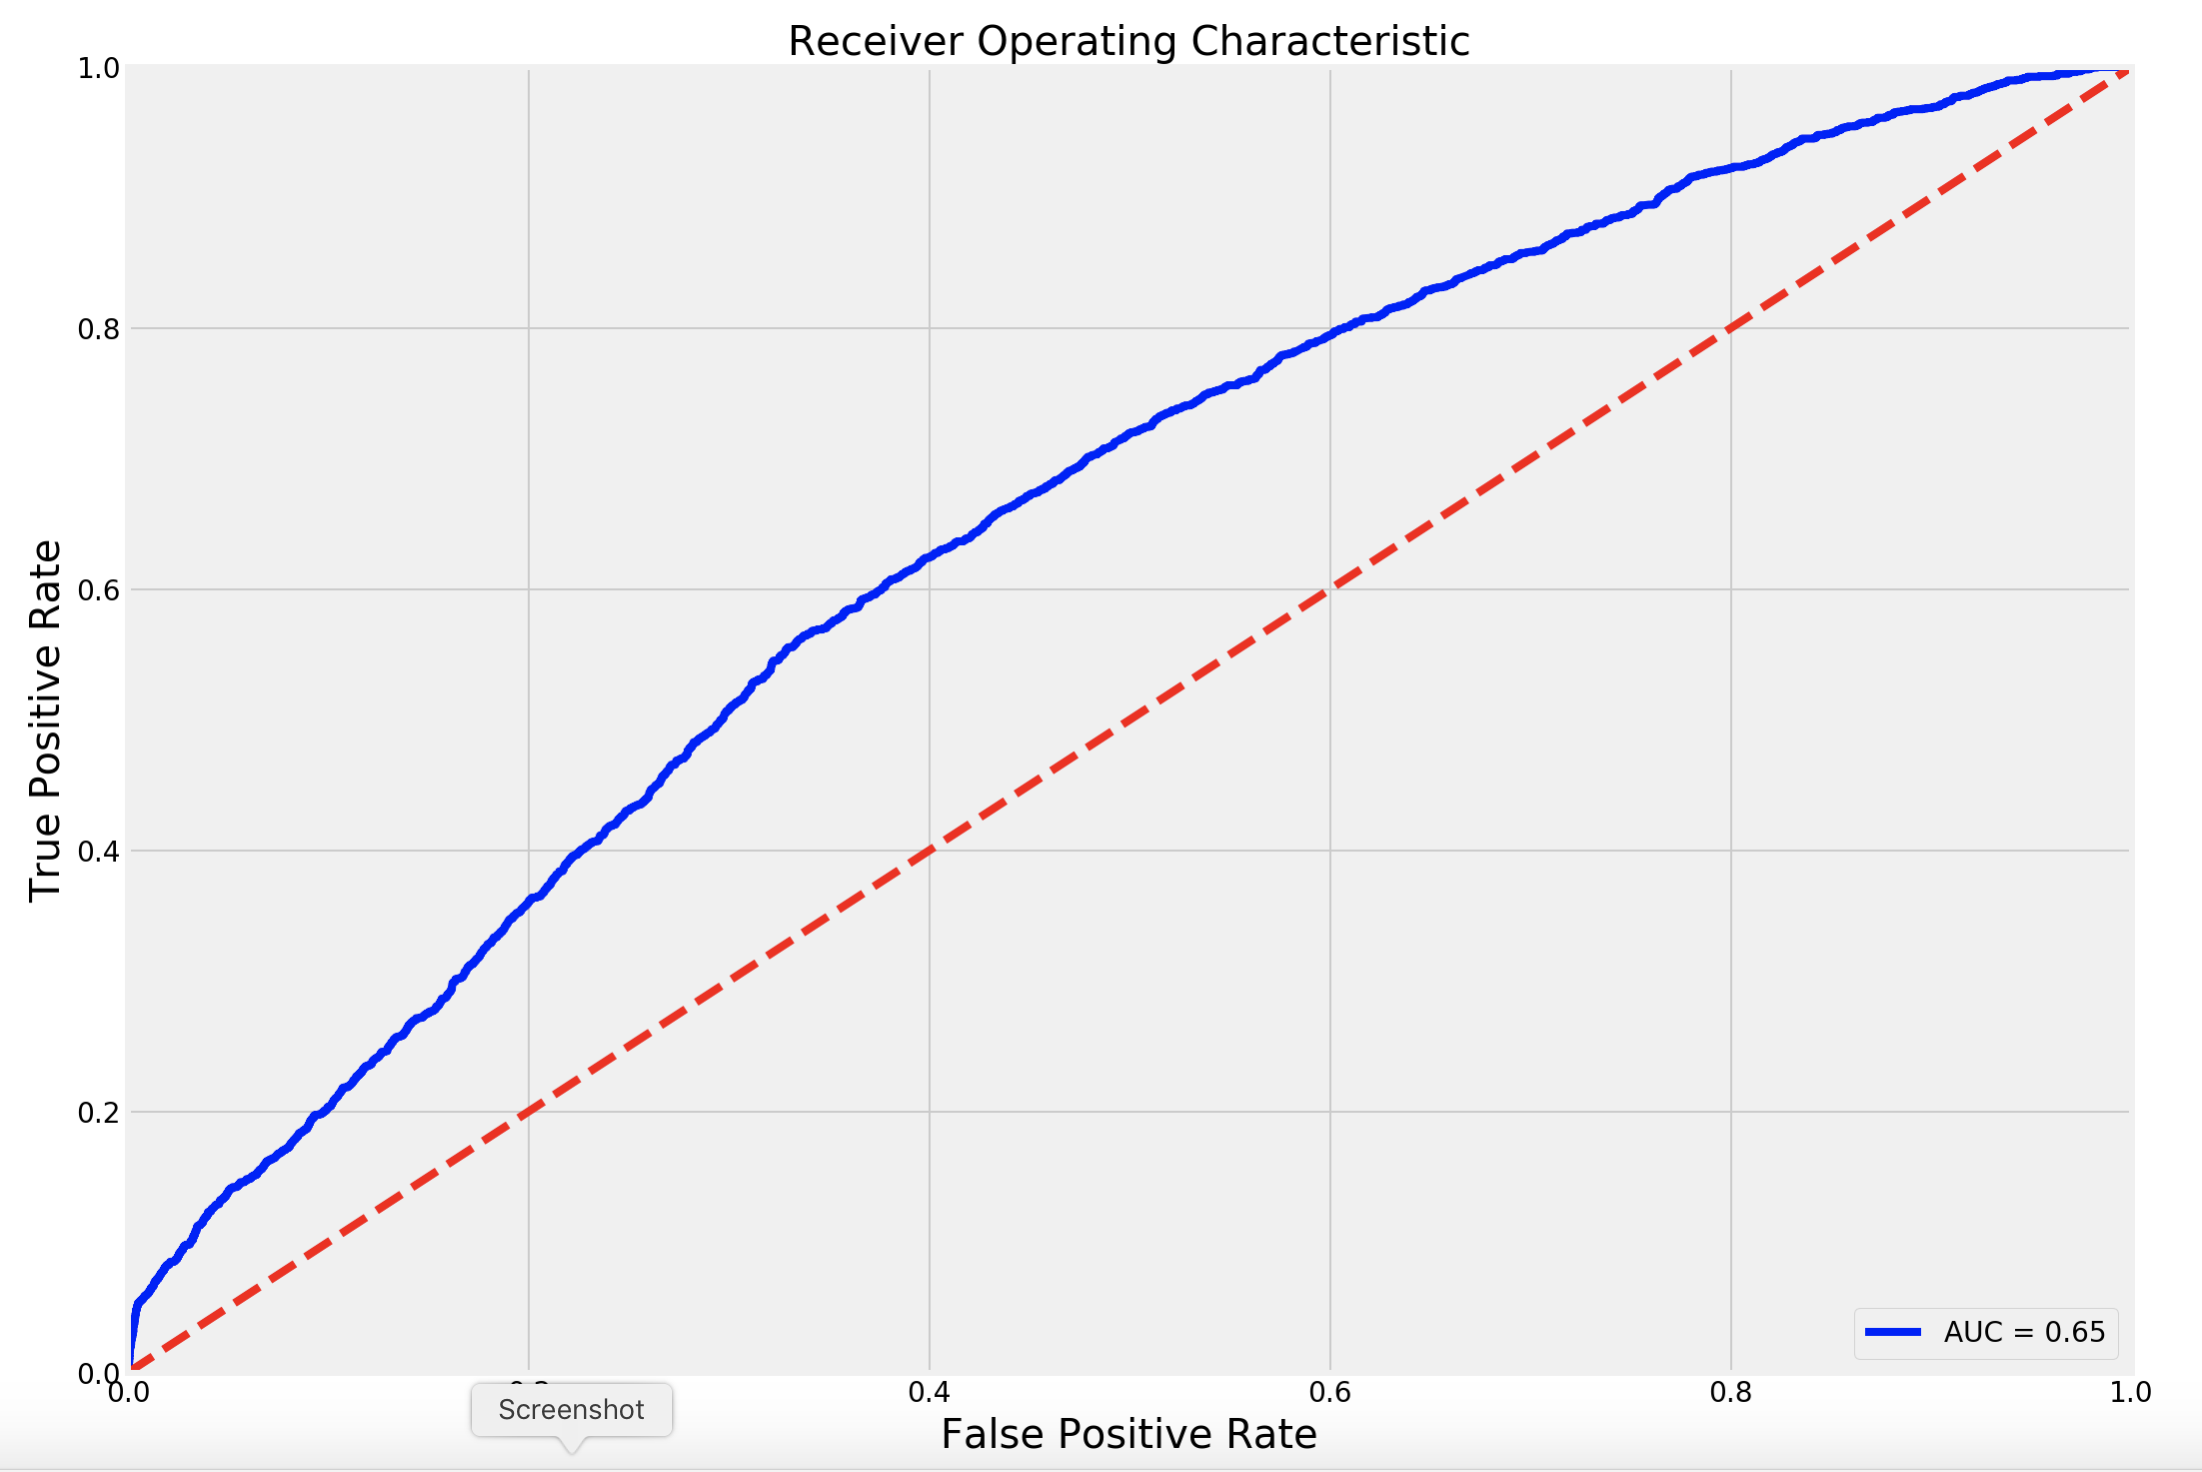 Receiver Operating Characteristic
1.0
0.8
0.6
0.4
0.2
0.0
True Positive Rate
AUC = 0.65
0.0
0.4
0.6
0.8
1.0
Screenshot
False Positive Rate